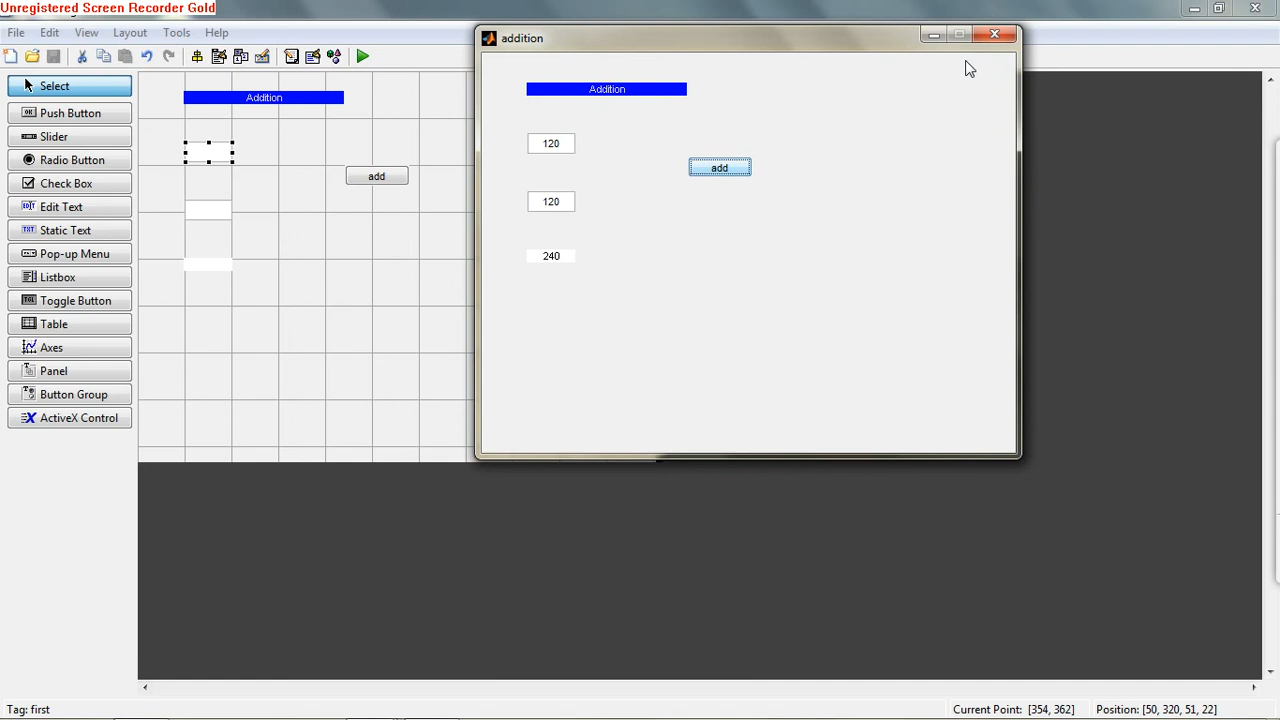 Unregistered Screen Recorder Gold
File Edit View Layout Tools Help
Select
Push Button
Slider
Radio Button
Check Box
Edit Text
Static Text
Pop-up Menu
Listbox
Toggle Button
Table
Axes
Panel
Button Group
ActiveX Control
Addition
add
addition
Addition
120
add
120
240
Tag: first
Current Point: [354, 362]
Position: [50, 320, 51, 22]